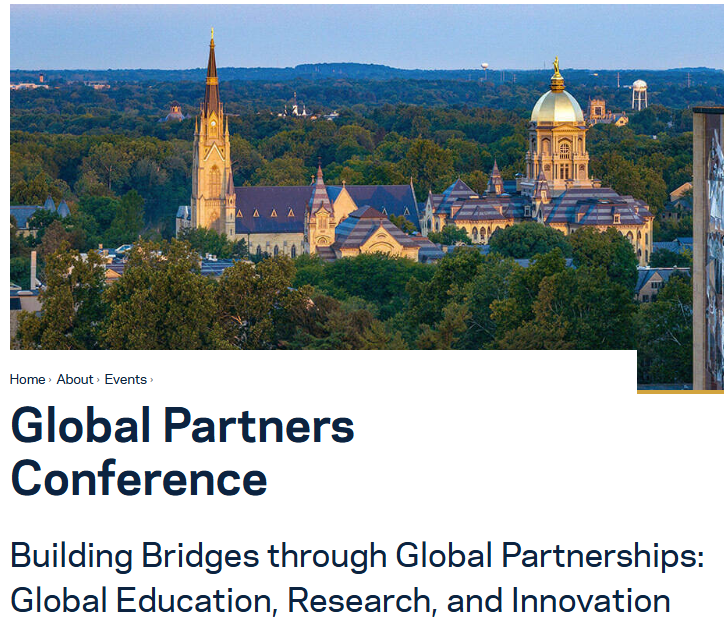 Home › About › Events ›
Global Partners
Conference
Building Bridges through Global Partnerships:
Global Education, Research, and Innovation